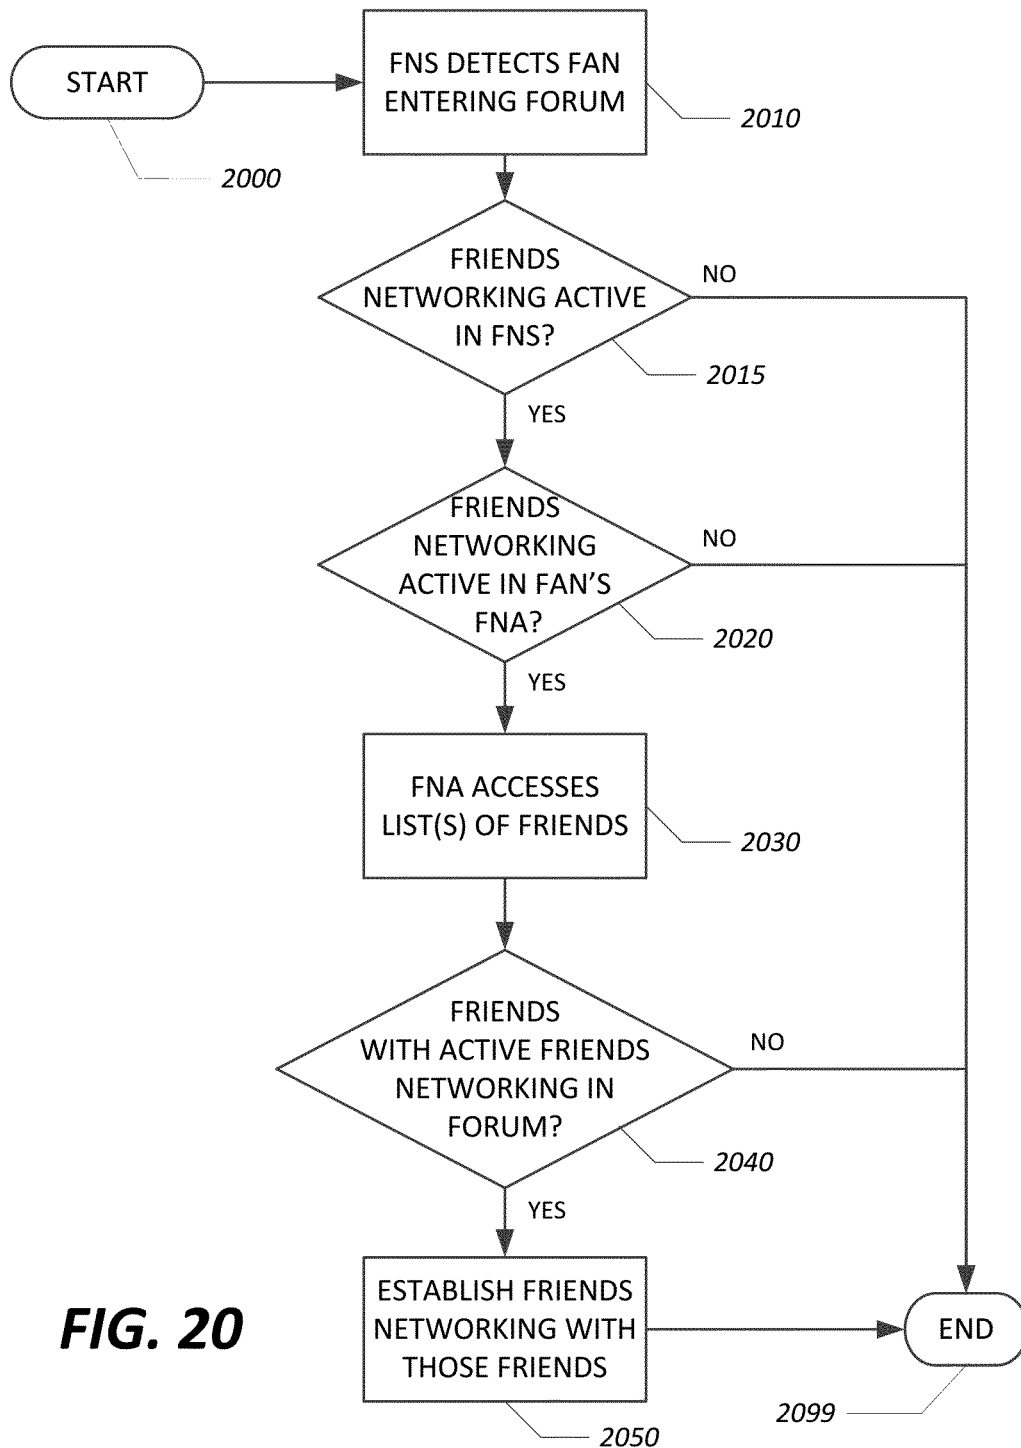 START
FNS DETECTS FAN
ENTERING FORUM
2010
2000
FRIENDS
NETWORKING ACTIVE
IN FNS?
NO
2015
YES
FRIENDS
NETWORKING
ACTIVE IN FAN'S
FNA?
NO
2020
YES
FNA ACCESSES
LIST(S) OF FRIENDS
2030
FRIENDS
WITH ACTIVE FRIENDS
NETWORKING IN
FORUM?
NO
2040
YES
ESTABLISH FRIENDS
NETWORKING WITH
THOSE FRIENDS
2050
END
2099
FIG. 20